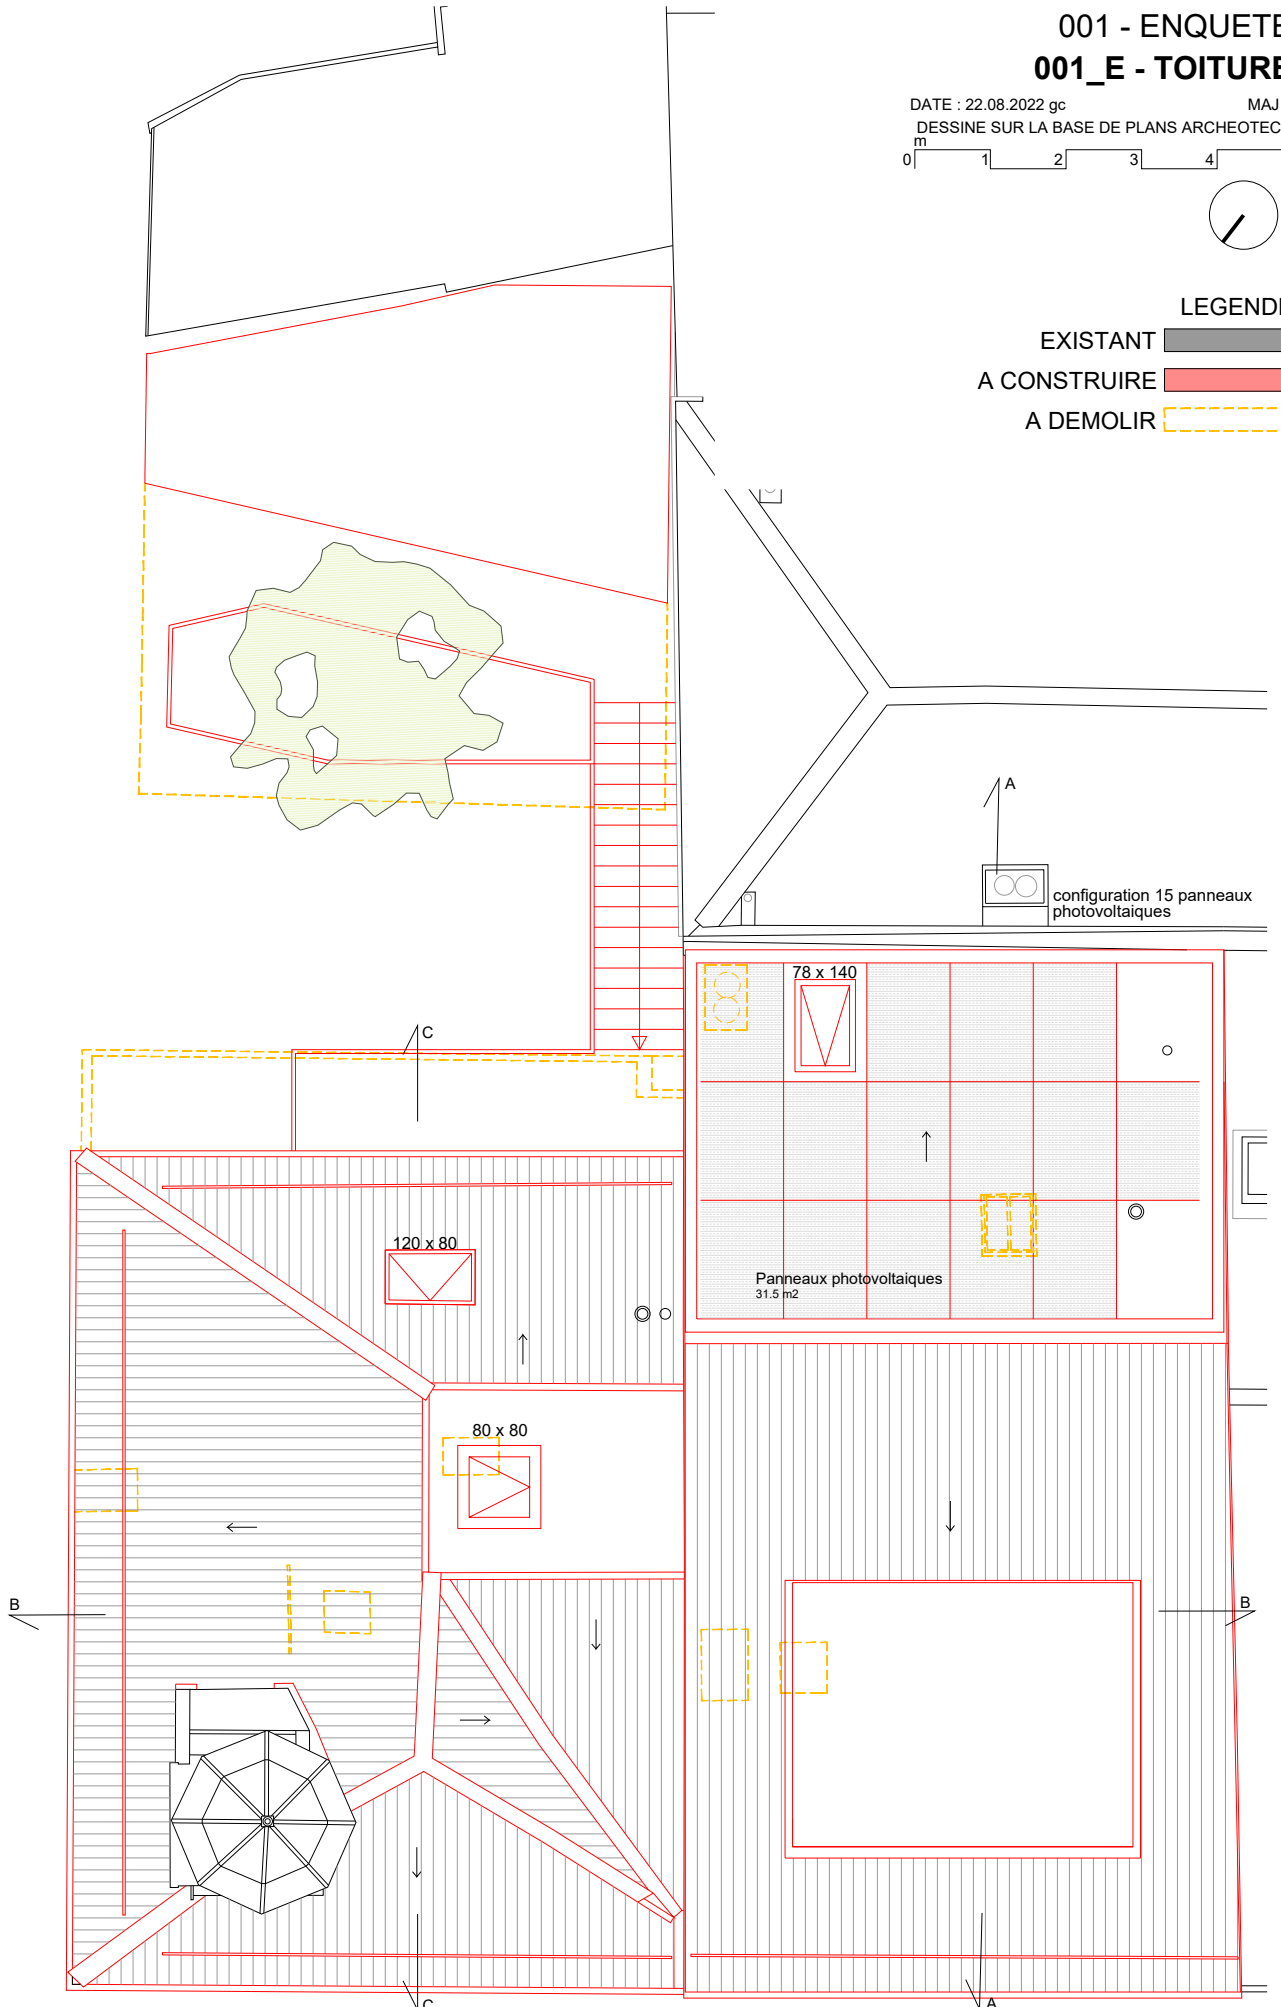 001 - ENQUETE
001_E - TOITURE
DATE : 22.08.2022 gc MAJ
DESSINE SUR LA BASE DE PLANS ARCHEOTEC
m
0 1 2 3 4
LEGENDE
EXISTANT
A CONSTRUIRE
A DEMOLIR
A
configuration 15 panneaux
photovoltaiques
78 x 140
C
120 x 80
Panneaux photovoltaiques
31.5 m2
80 x 80
B B
C A